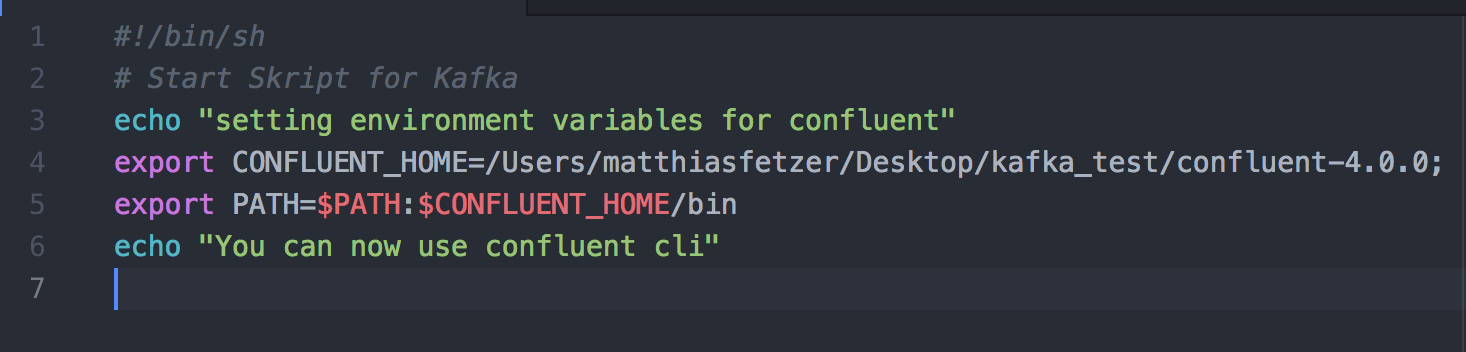 1 #!/bin/sh
2 # Start Skript for Kafka
3 echo "setting environment variables for confluent"
4 export CONFLUENT_HOME=/Users/matthiasfetzer/Desktop/kafka_test/confluent-4.0.0;
5 export PATH=$PATH:$CONFLUENT_HOME/bin
6 echo "You can now use confluent cli"
7